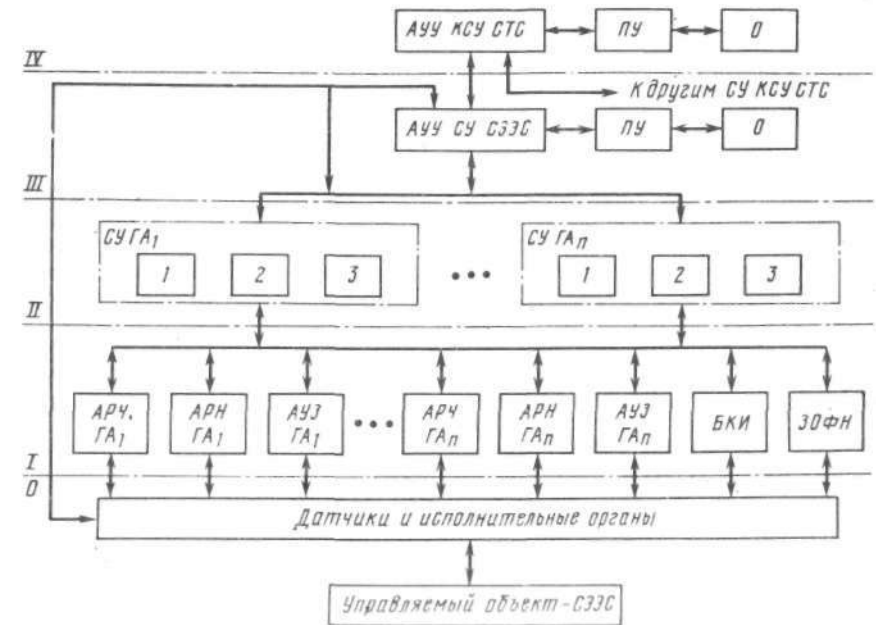 АУУ КСУ СТС
ПУ
О
IV
К другим СУ КСУ СТС
АУУ СУ СЭЭС
ПУ
О
III
СУ ГА1
СУ ГАn
1
2
3
...
1
2
3
II
АРЧ,
ГА1
АРН
ГА1
АУЗ
ГА1
...
АРЧ
ГАn
АРН
ГАn
АУЗ
ГАn
БКИ
ЗОФН
I
0
Датчики и исполнительные органы
Управляемый объект-СЭЭС